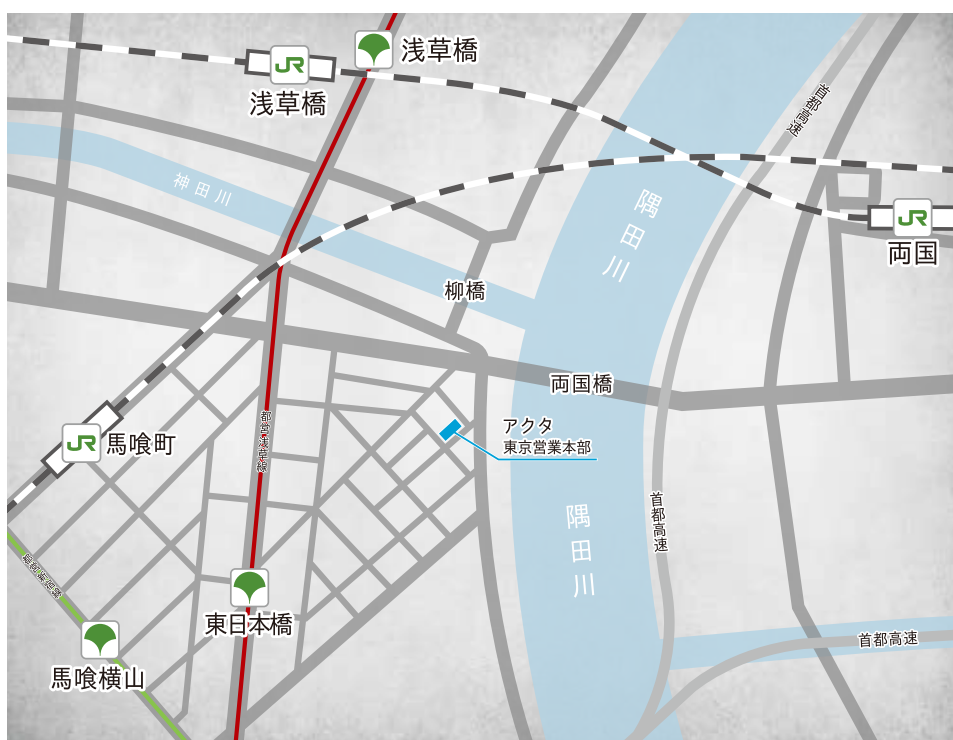 浅草橋
JR
浅草橋
首都高速
神田川
隅田川
JR
両国
柳橋
両国橋
JR
馬喰町
都営浅草線
アクタ
東京営業本部
隅田川
首都高速
東日本橋
首都高速
馬喰横山